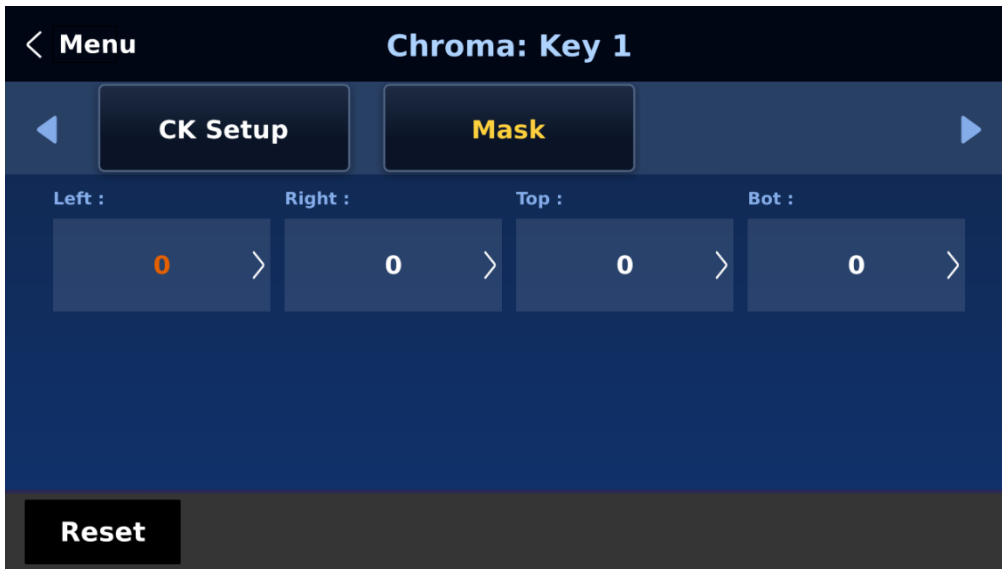 Menu
Chroma: Key 1
CK Setup
Mask
Left :
Right :
Top :
Bot :
0
0
0
0
Reset